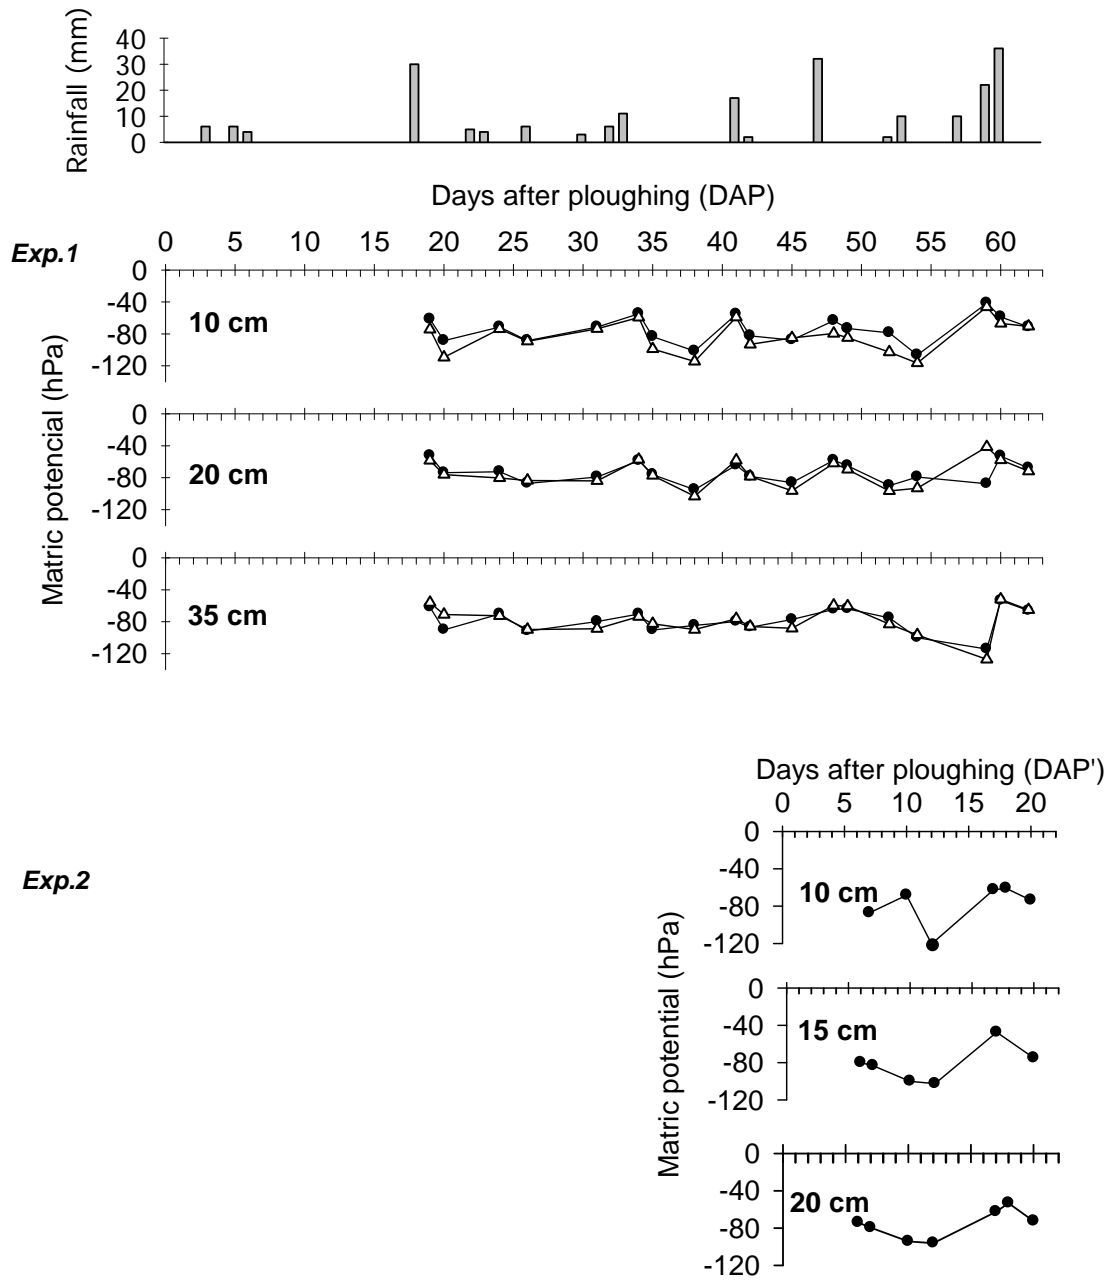 Rainfall (mm)
40
30
20
10
0
Days after ploughing (DAP)
Exp.1
0 5 10 15 20 25 30 35 40 45 50 55 60
Matric potencial (hPa)
0
-40
-80
-120
10 cm
0
-40
-80
-120
20 cm
0
-40
-80
-120
35 cm
Days after ploughing (DAP')
0 5 10 15 20
Exp.2
Matric potential (hPa)
0
-40
-80
-120
10 cm
0
-40
-80
-120
15 cm
0
-40
-80
-120
20 cm